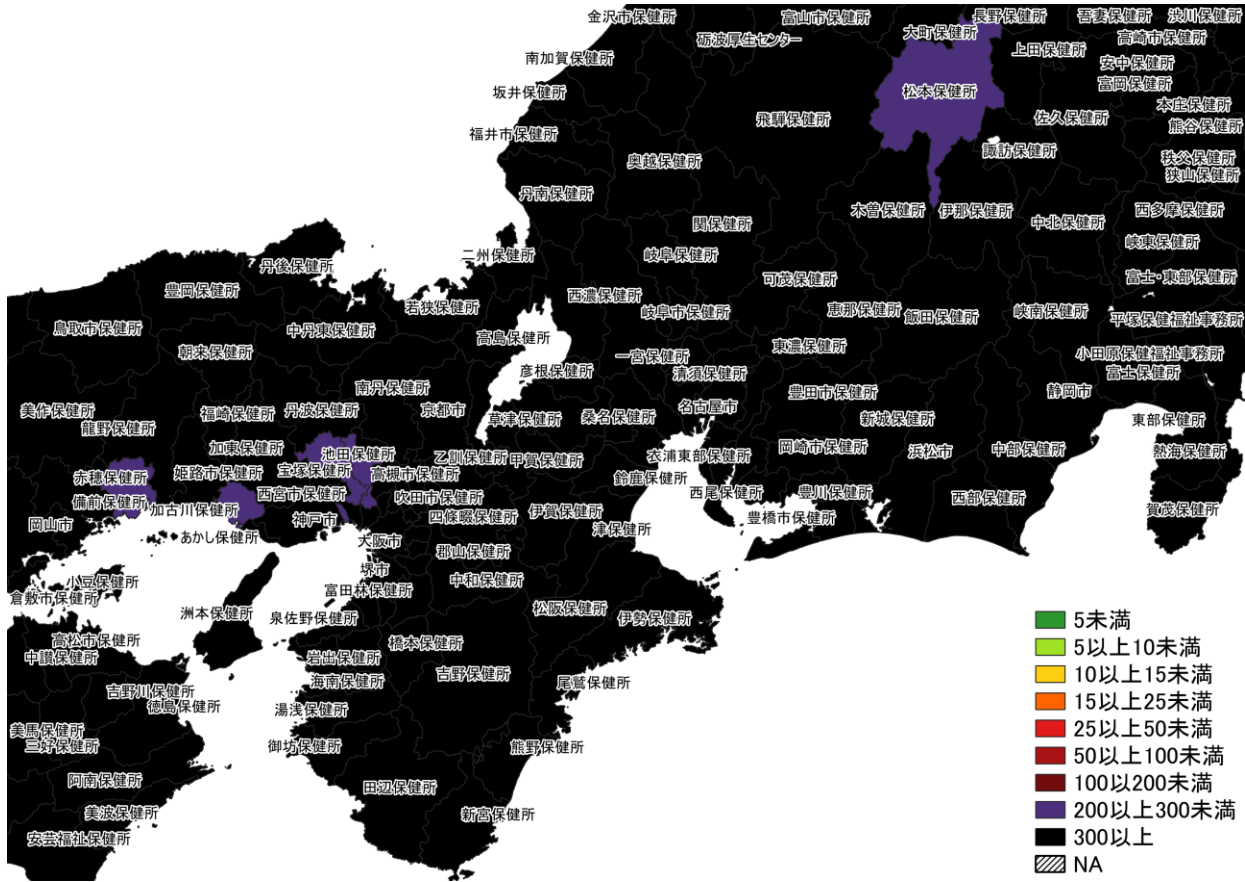 金沢市保健所
富山市保健所
長野保健所
吾妻保健所
渋川保健所
砺波厚生センター
大町保健所
上田保健所
高崎市保健所
南加賀保健所
安中保健所
富岡保健所
坂井保健所
松本保健所
本庄保健所
福井市保健所
飛騨保健所
佐久保健所
熊谷保健所
奥越保健所
諏訪保健所
秩父保健所
狭山保健所
丹南保健所
木曽保健所
伊那保健所
中北保健所
西多摩保健所
関保健所
峡東保健所
二州保健所
岐阜保健所
丹後保健所
可茂保健所
富士・東部保健所
豊岡保健所
西濃保健所
若狭保健所
岐阜市保健所
恵那保健所
飯田保健所
峡南保健所
平塚保健福祉事務所
鳥取市保健所
中丹東保健所
高島保健所
東濃保健所
朝来保健所
一宮保健所
小田原保健福祉事務所
彦根保健所
清須保健所
富士保健所
南丹保健所
豊田市保健所
静岡市
美作保健所
福崎保健所
丹波保健所
京都市
草津保健所
桑名保健所
名古屋市
新城保健所
東部保健所
龍野保健所
加東保健所
池田保健所
乙訓保健所
甲賀保健所
衣浦東部保健所
岡崎市保健所
浜松市
中部保健所
熱海保健所
赤穂保健所
姫路市保健所
宝塚保健所
高槻市保健所
鈴鹿保健所
備前保健所
西宮市保健所
吹田市保健所
西尾保健所
豊川保健所
西部保健所
加古川保健所
伊賀保健所
賀茂保健所
岡山市
神戸市
四條畷保健所
津保健所
豊橋市保健所
あかし保健所
大阪市
郡山保健所
堺市
中和保健所
小豆保健所
富田林保健所
倉敷市保健所
洲本保健所
泉佐野保健所
松阪保健所
伊勢保健所
高松市保健所
橋本保健所
中讃保健所
岩出保健所
吉野保健所
海南保健所
尾鷲保健所
吉野川保健所
徳島保健所
湯浅保健所
美馬保健所
三好保健所
御坊保健所
熊野保健所
阿南保健所
田辺保健所
美波保健所
新宮保健所
安芸福祉保健所
5未満
5以上10未満
10以上15未満
15以上25未満
25以上50未満
50以上100未満
100以200未満
200以上300未満
300以上
NA